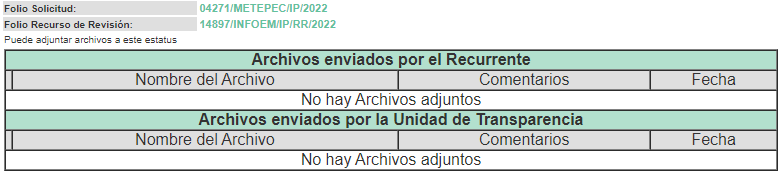 Folio Solicitud: 04271/METEPEC/IP/2022
Folio Recurso de Revisión: 14897/INFOEM/IP/RR/2022
Puede adjuntar archivos a este estatus
Archivos enviados por el Recurrente
Nombre del Archivo Comentarios Fecha
No hay Archivos adjuntos
Archivos enviados por la Unidad de Transparencia
Nombre del Archivo Comentarios Fecha
No hay Archivos adjuntos